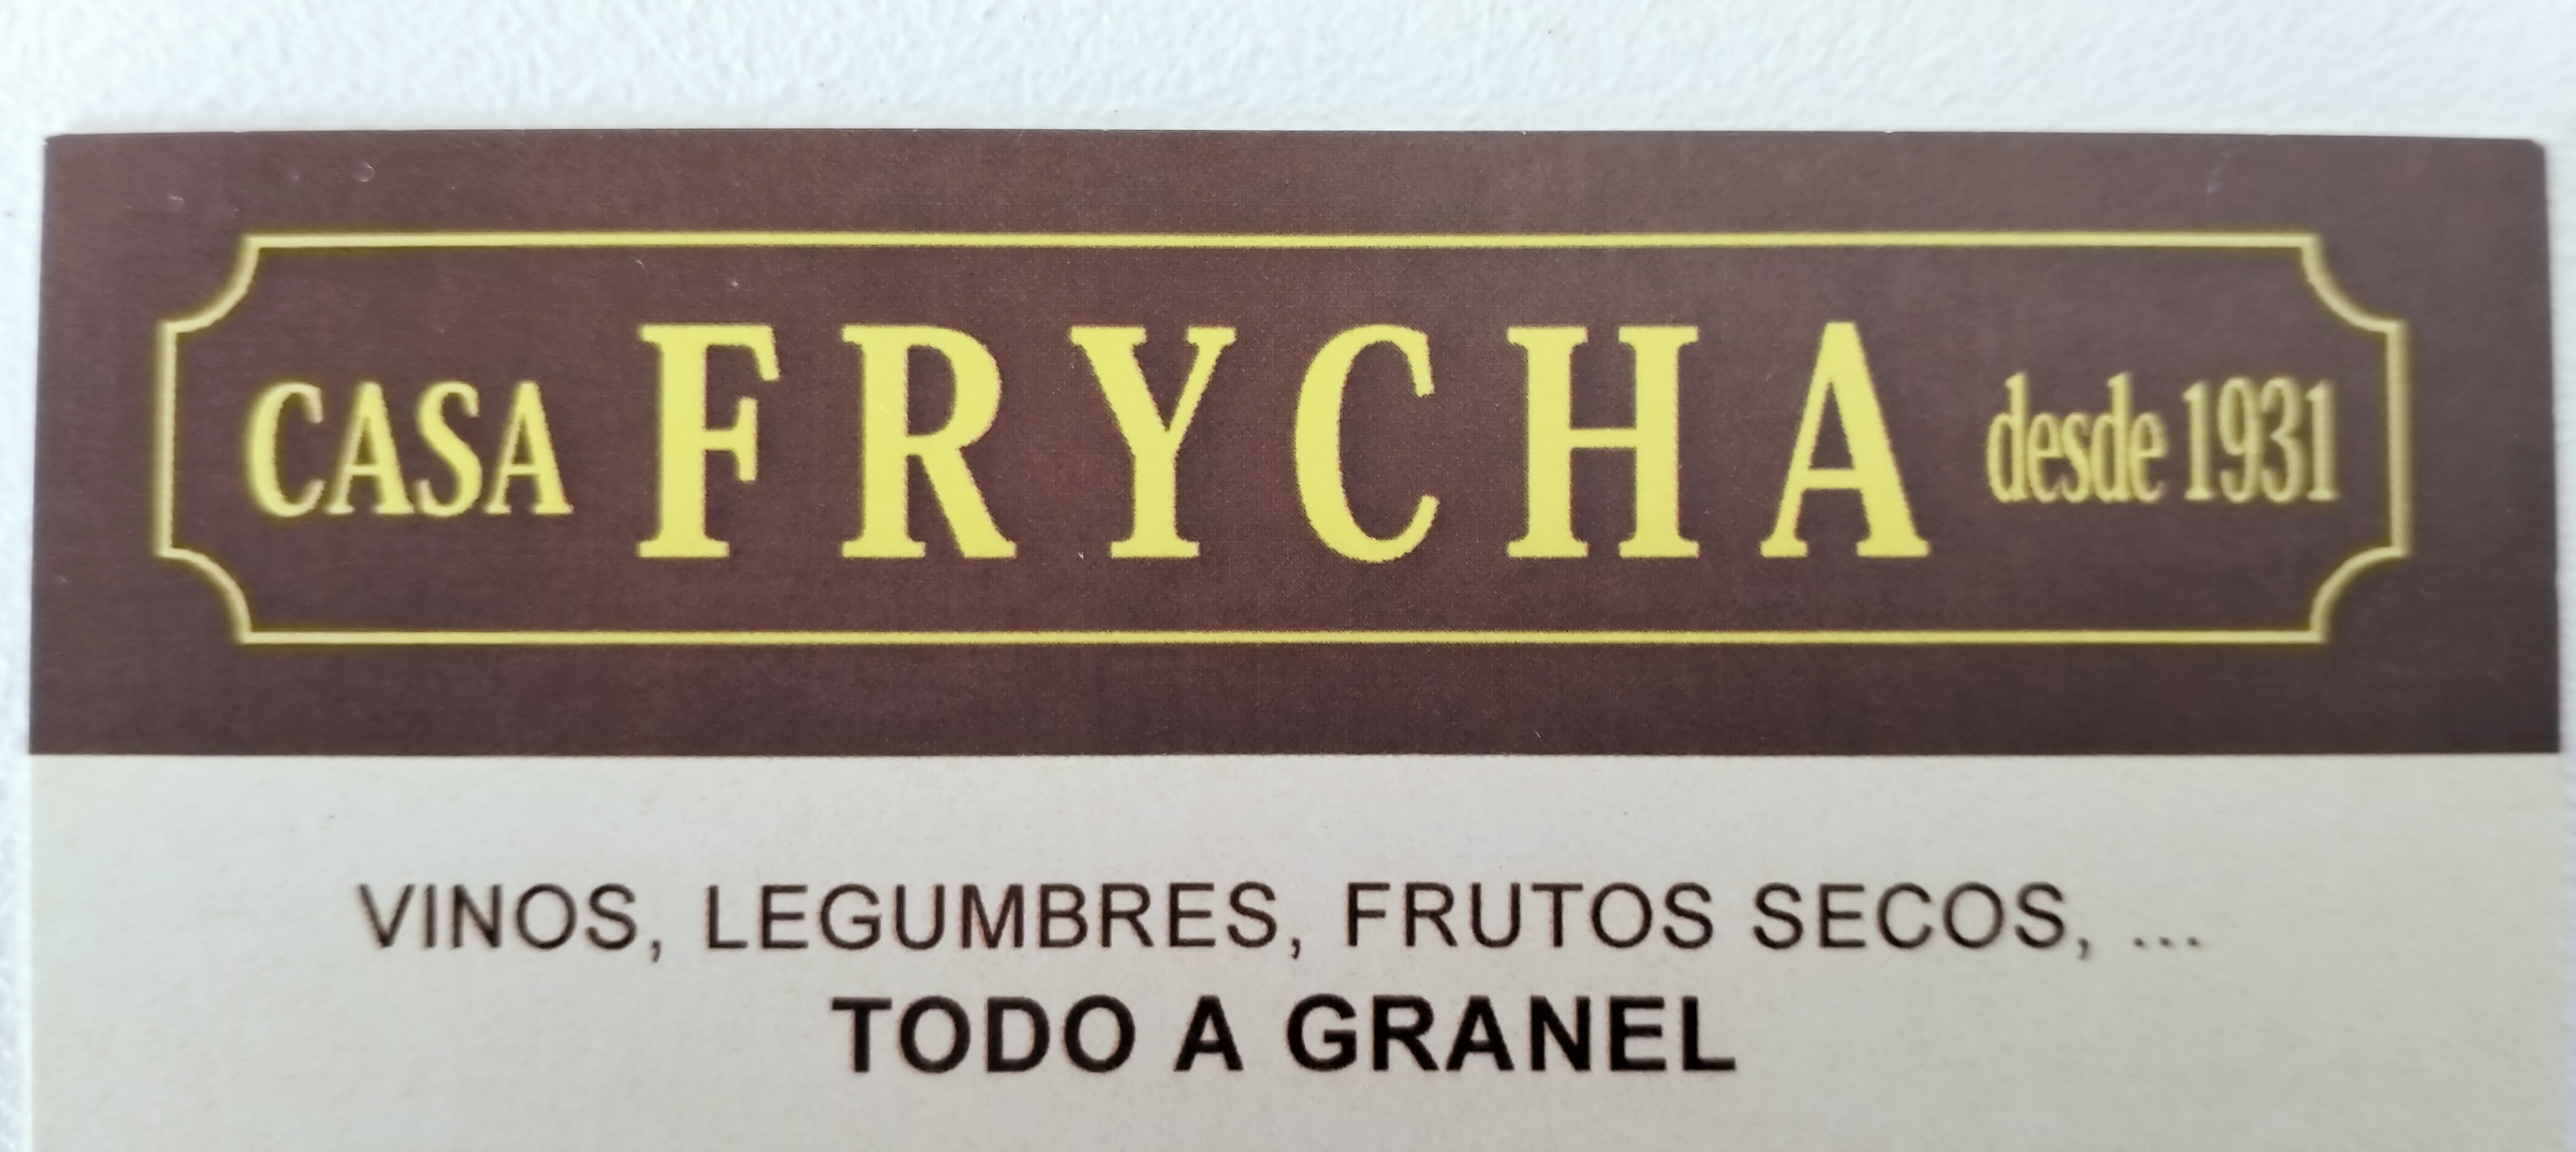 CASA FRYCHA desde 1931
VINOS, LEGUMBRES, FRUTOS SECOS, ...
TODO A GRANEL